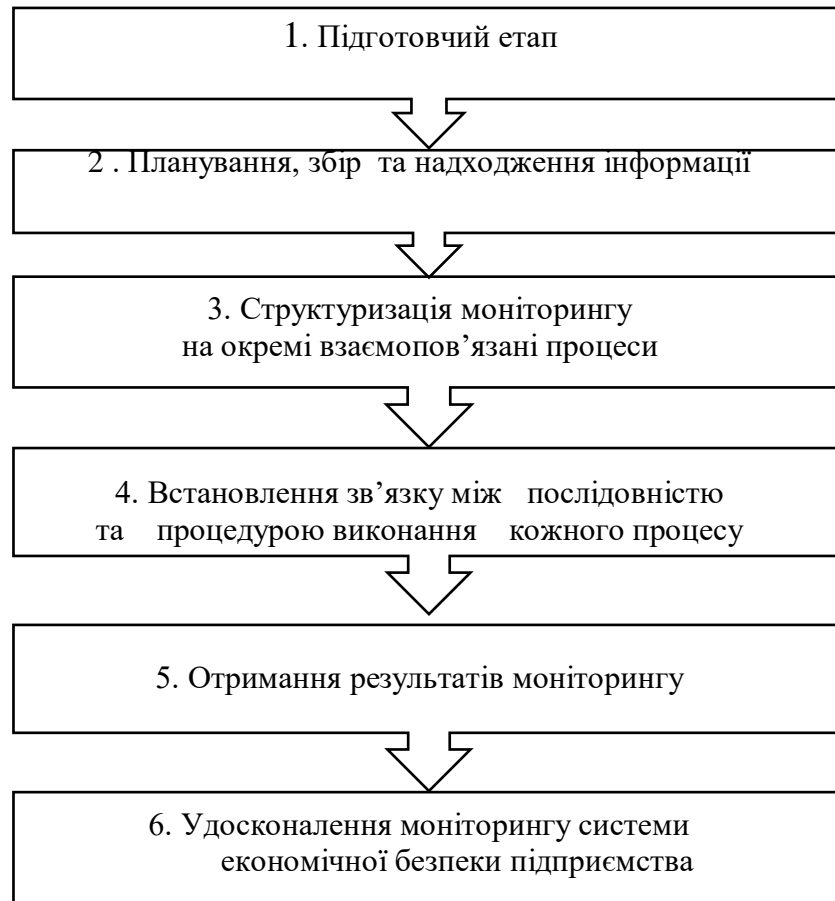 1. Підготовчий етап
2 . Планування, збір та надходження інформації
3. Структуризація моніторингу
на окремі взаємопов’язані процеси
4. Встановлення зв’язку між послідовністю
та процедурою виконання кожного процесу
5. Отримання результатів моніторингу
6. Удосконалення моніторингу системи
економічної безпеки підприємства